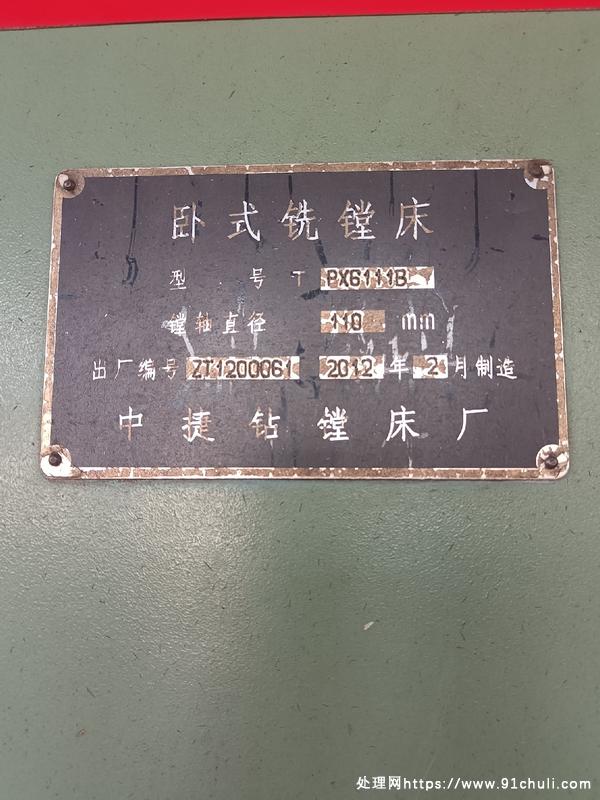 卧式铣镗床
型 号 T PX6111B
镗轴直径 110 mm
出厂编号 ZT1200061 2012 年 2 月制造
中捷钻镗床厂
处理网https://www.91chuli.com/